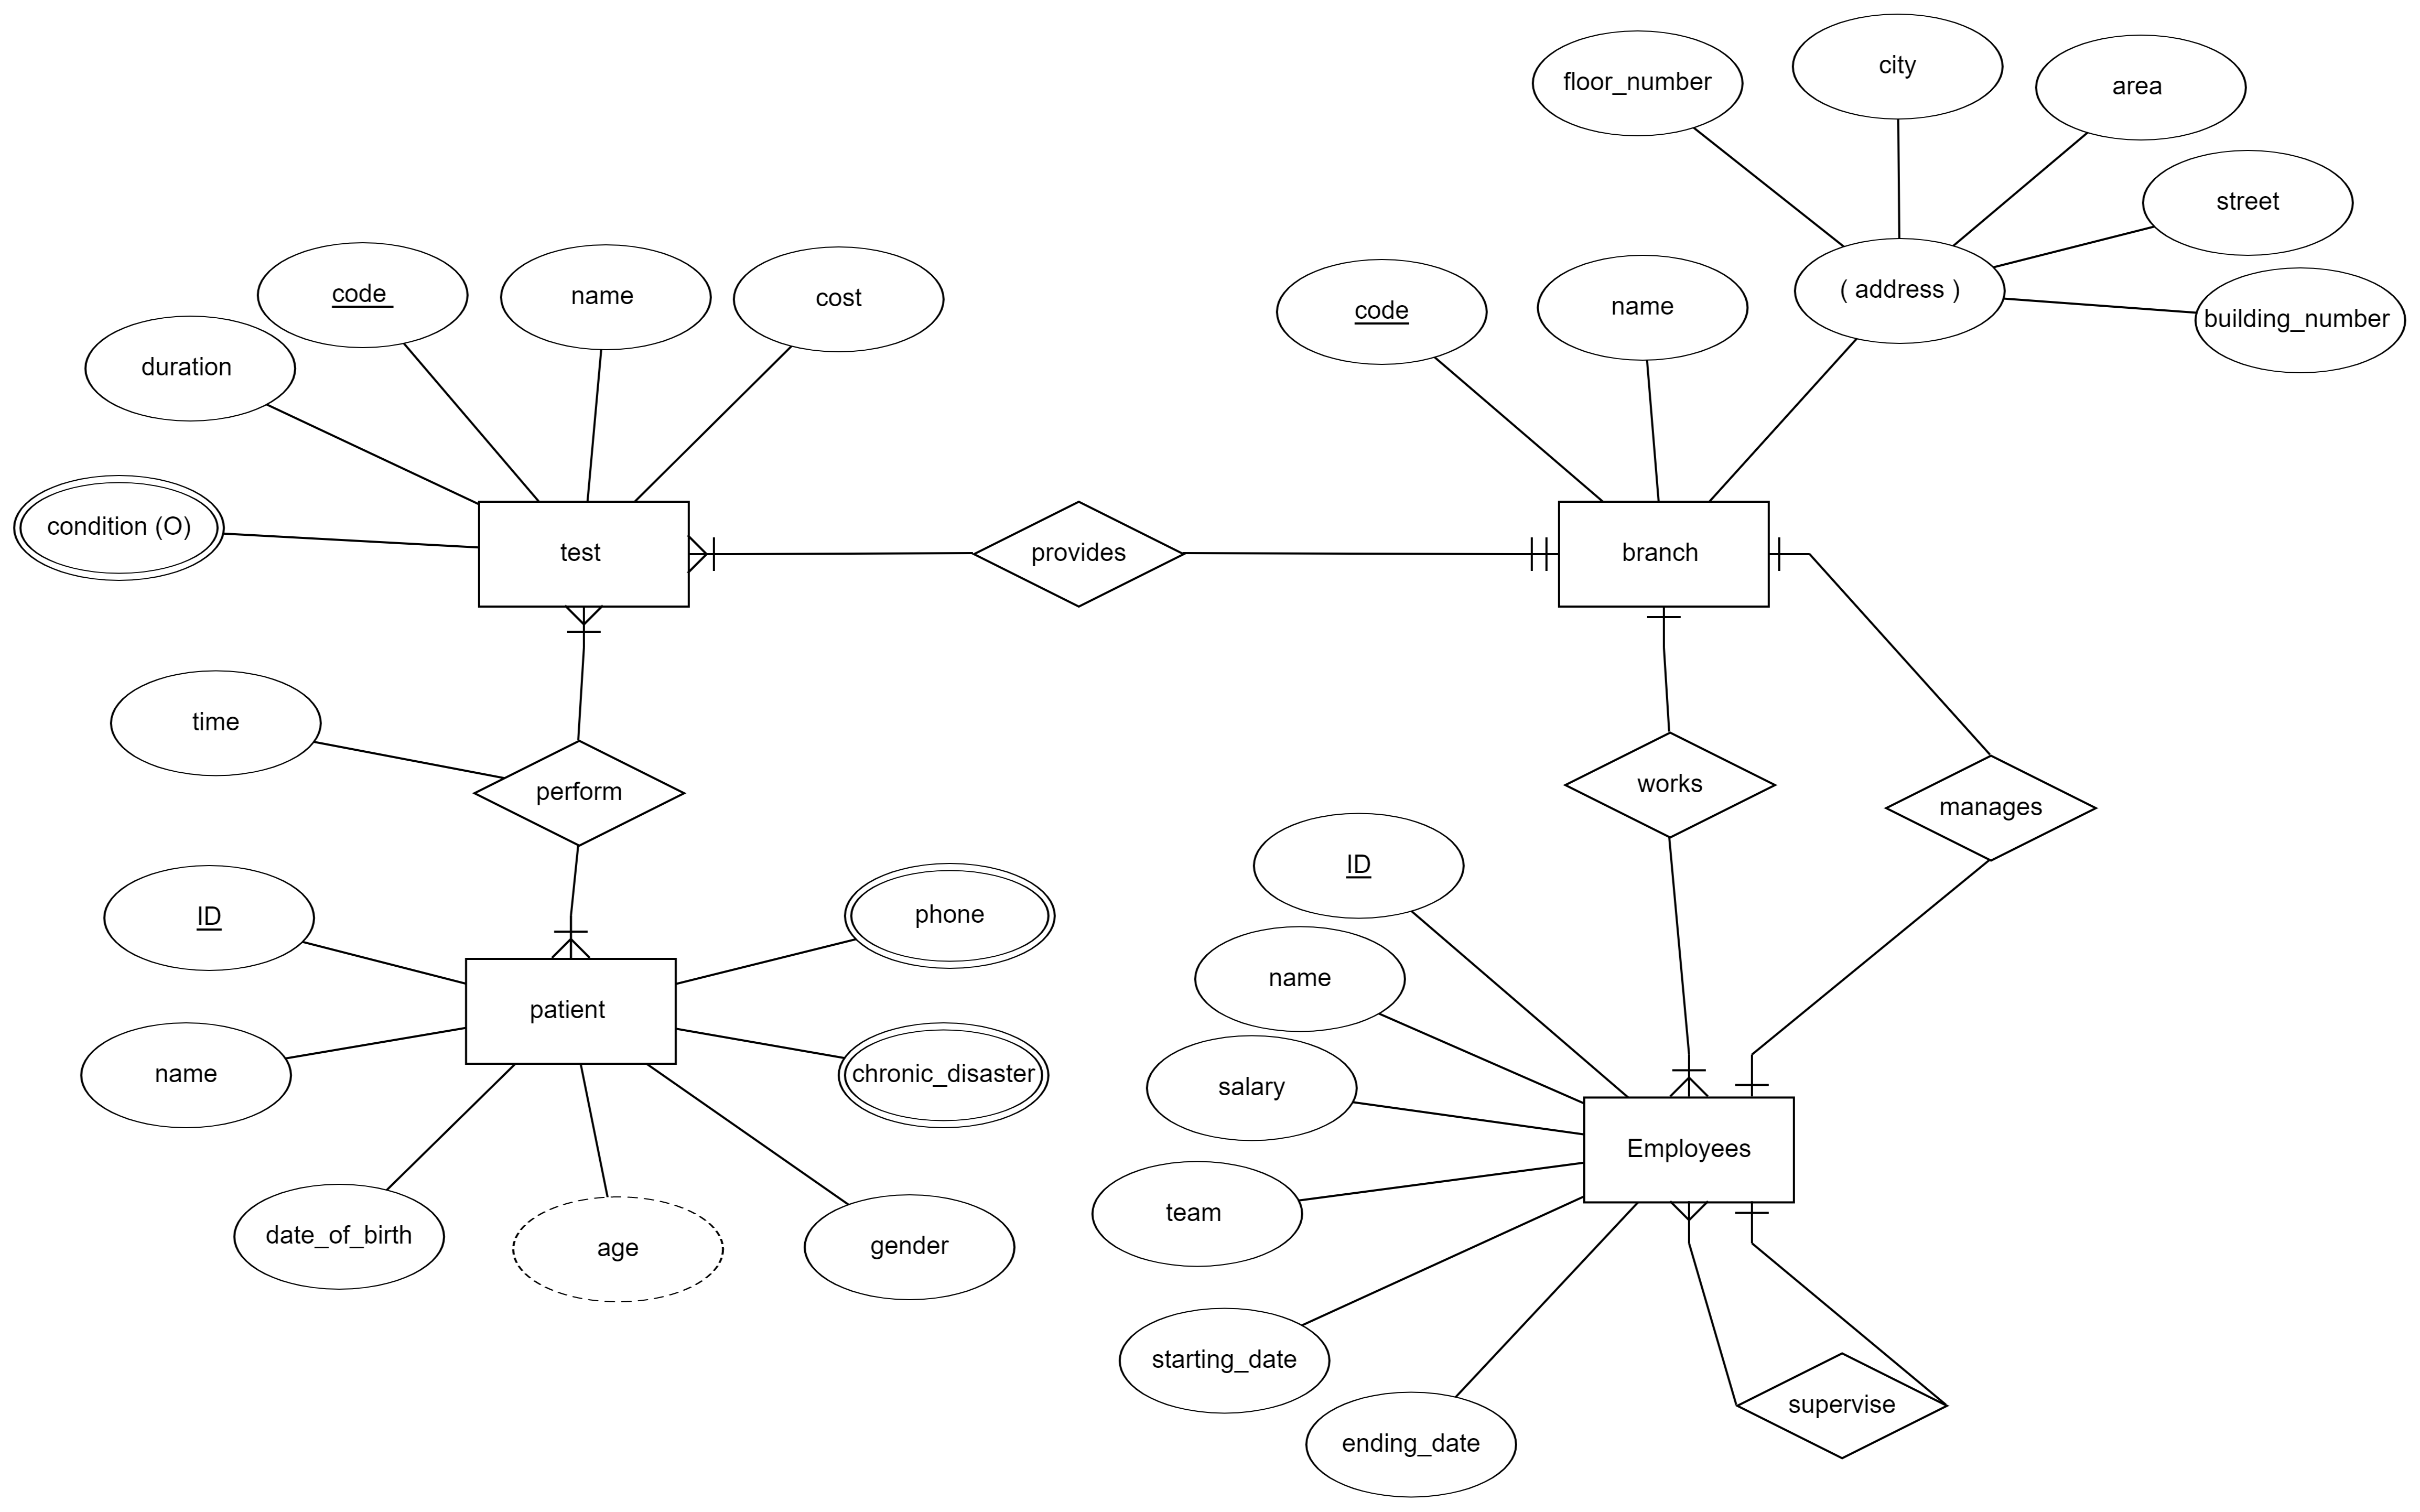 floor_number
city
area
street
( address )
building_number
code
name
cost
duration
condition (O)
code
name
test
provides
branch
time
perform
works
manages
ID
name
phone
chronic_disaster
patient
date_of_birth
age
gender
ID
name
salary
team
starting_date
ending_date
Employees
supervise